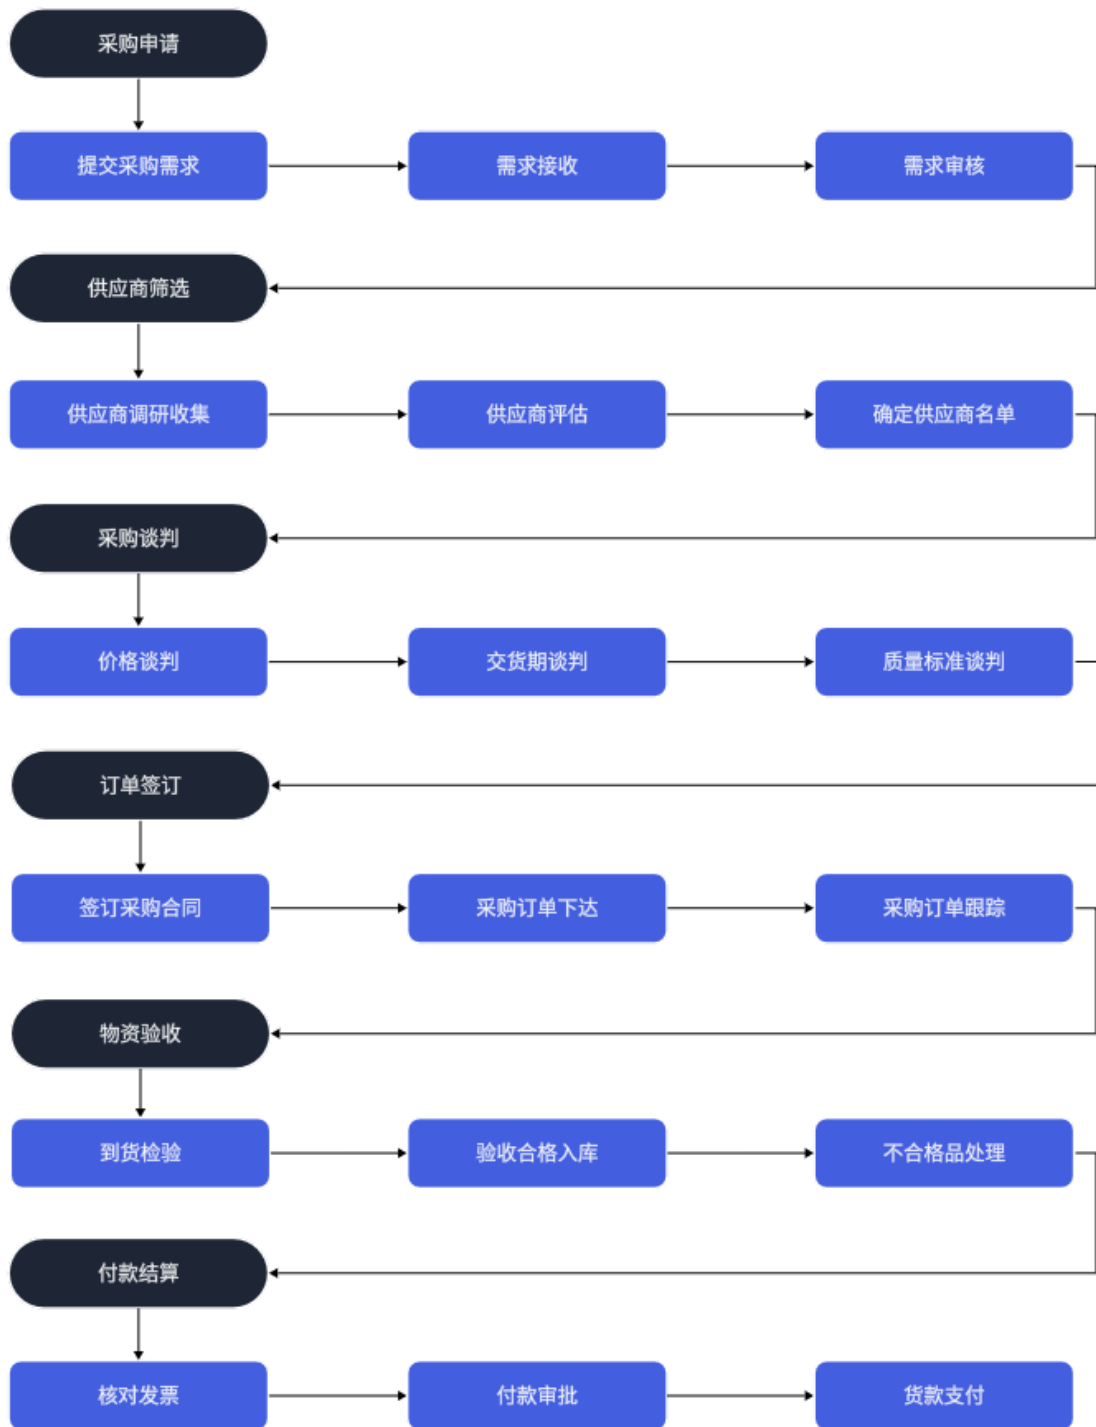 采购申请
提交采购需求
需求接收
需求审核
供应商筛选
供应商调研收集
供应商评估
确定供应商名单
采购谈判
价格谈判
交货期谈判
质量标准谈判
订单签订
签订采购合同
采购订单下达
采购订单跟踪
物资验收
到货检验
验收合格入库
不合格品处理
付款结算
核对发票
付款审批
货款支付